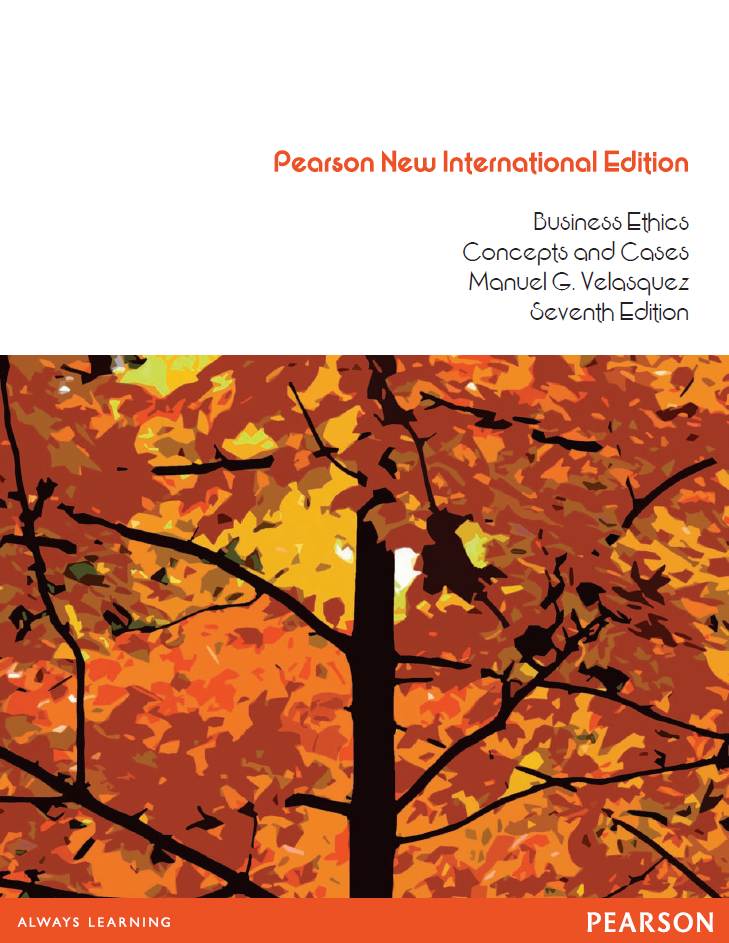 Pearson New International Edition
Business Ethics
Concepts and Cases
Manuel G. Velasquez
Seventh Edition
ALWAYS LEARNING
PEARSON